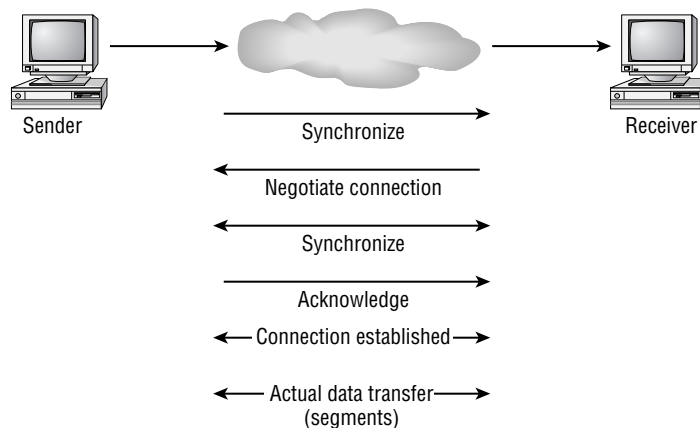 Sender
Receiver
Synchronize
Negotiate connection
Synchronize
Acknowledge
Connection established
Actual data transfer
(segments)